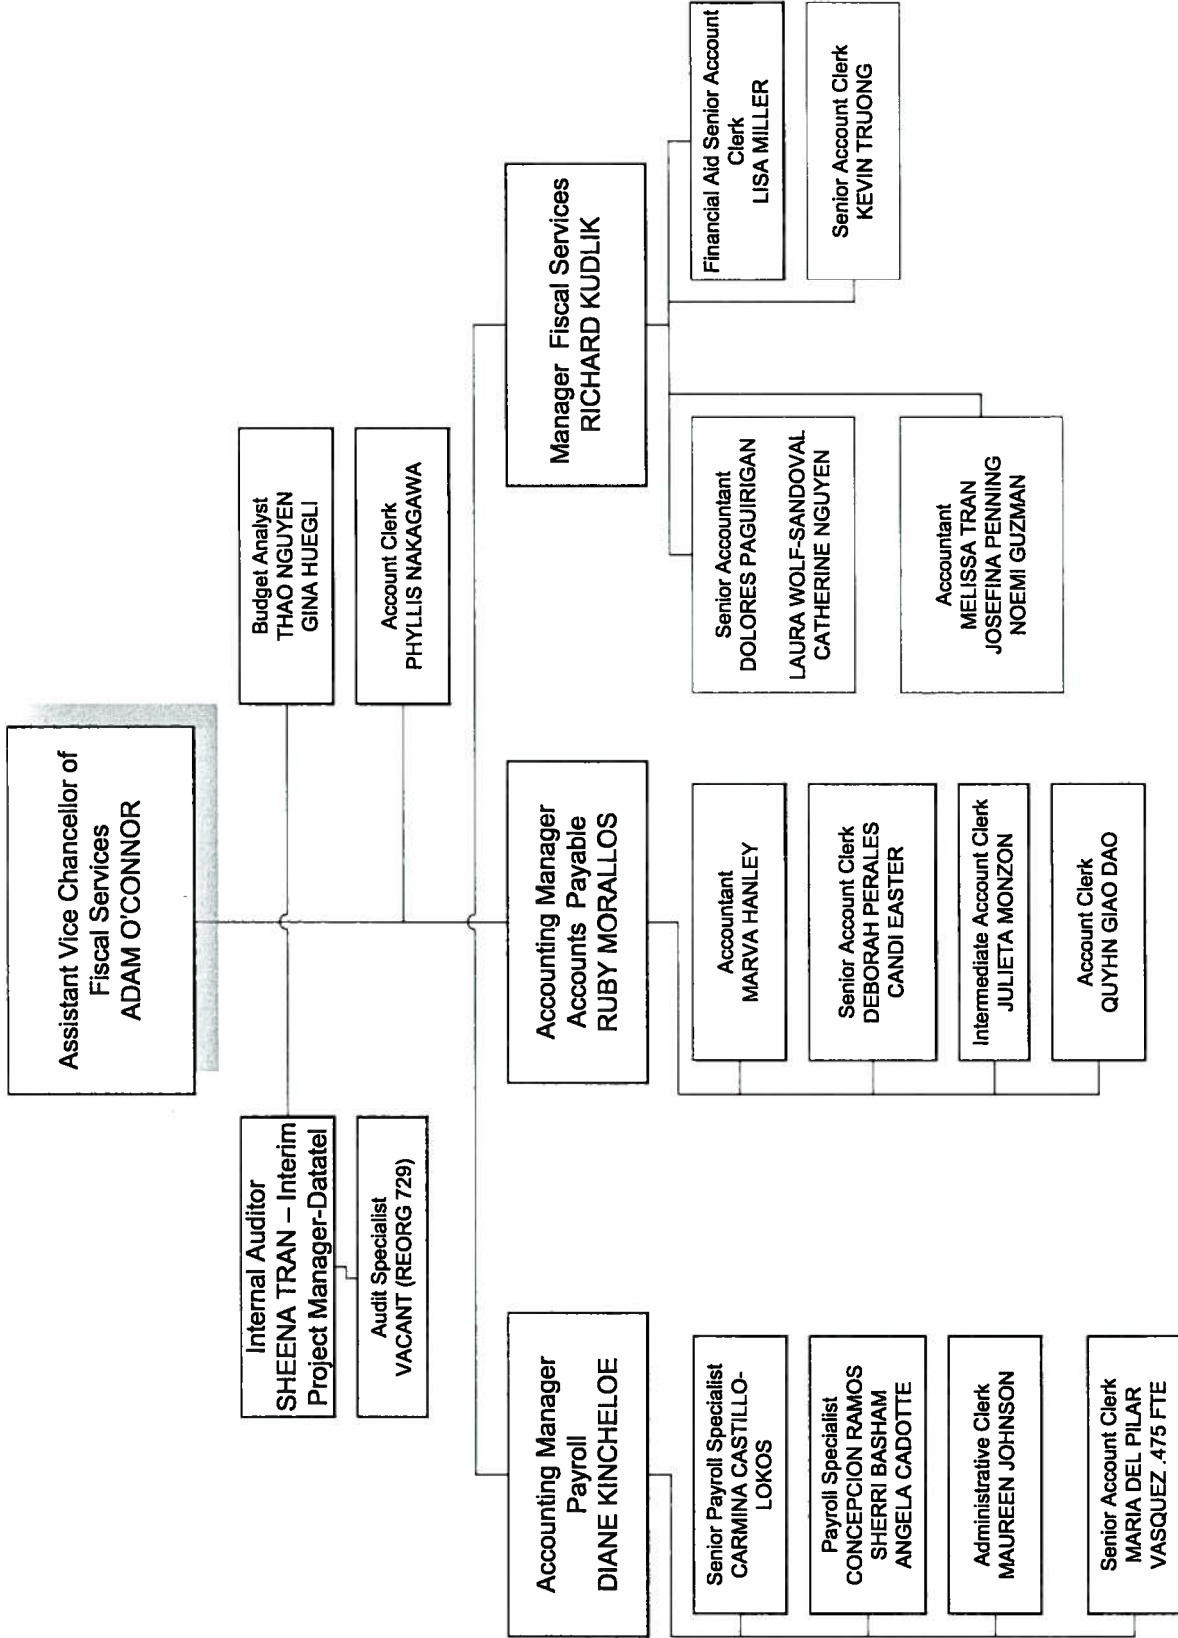 Assistant Vice Chancellor of
Fiscal Services
ADAM O'CONNOR
Internal Auditor
SHEENA TRAN – Interim
Project Manager-Datatel
Audit Specialist
VACANT (REORG 729)
Budget Analyst
THAO NGUYEN
GINA HUEGLI
Account Clerk
PHYLLIS NAKAGAWA
Accounting Manager
Payroll
DIANE KINCHELOE
Senior Payroll Specialist
CARMINA CASTILLO-
LOKOS
Payroll Specialist
CONCEPCION RAMOS
SHERRI BASHAM
ANGELA CADOTTE
Administrative Clerk
MAUREEN JOHNSON
Senior Account Clerk
MARIA DEL PILAR
VASQUEZ .475 FTE
Accounting Manager
Accounts Payable
RUBY MORALLOS
Accountant
MARVA HANLEY
Senior Account Clerk
DEBORAH PERALES
CANDI EASTER
Intermediate Account Clerk
JULIETA MONZON
Account Clerk
QUYHN GIAO DAO
Manager Fiscal Services
RICHARD KUDLIK
Senior Accountant
DOLORES PAGUIRIGAN
LAURA WOLF-SANDOVAL
CATHERINE NGUYEN
Accountant
MELISSA TRAN
JOSEFINA PENNING
NOEMI GUZMAN
Financial Aid Senior Account
Clerk
LISA MILLER
Senior Account Clerk
KEVIN TRUONG